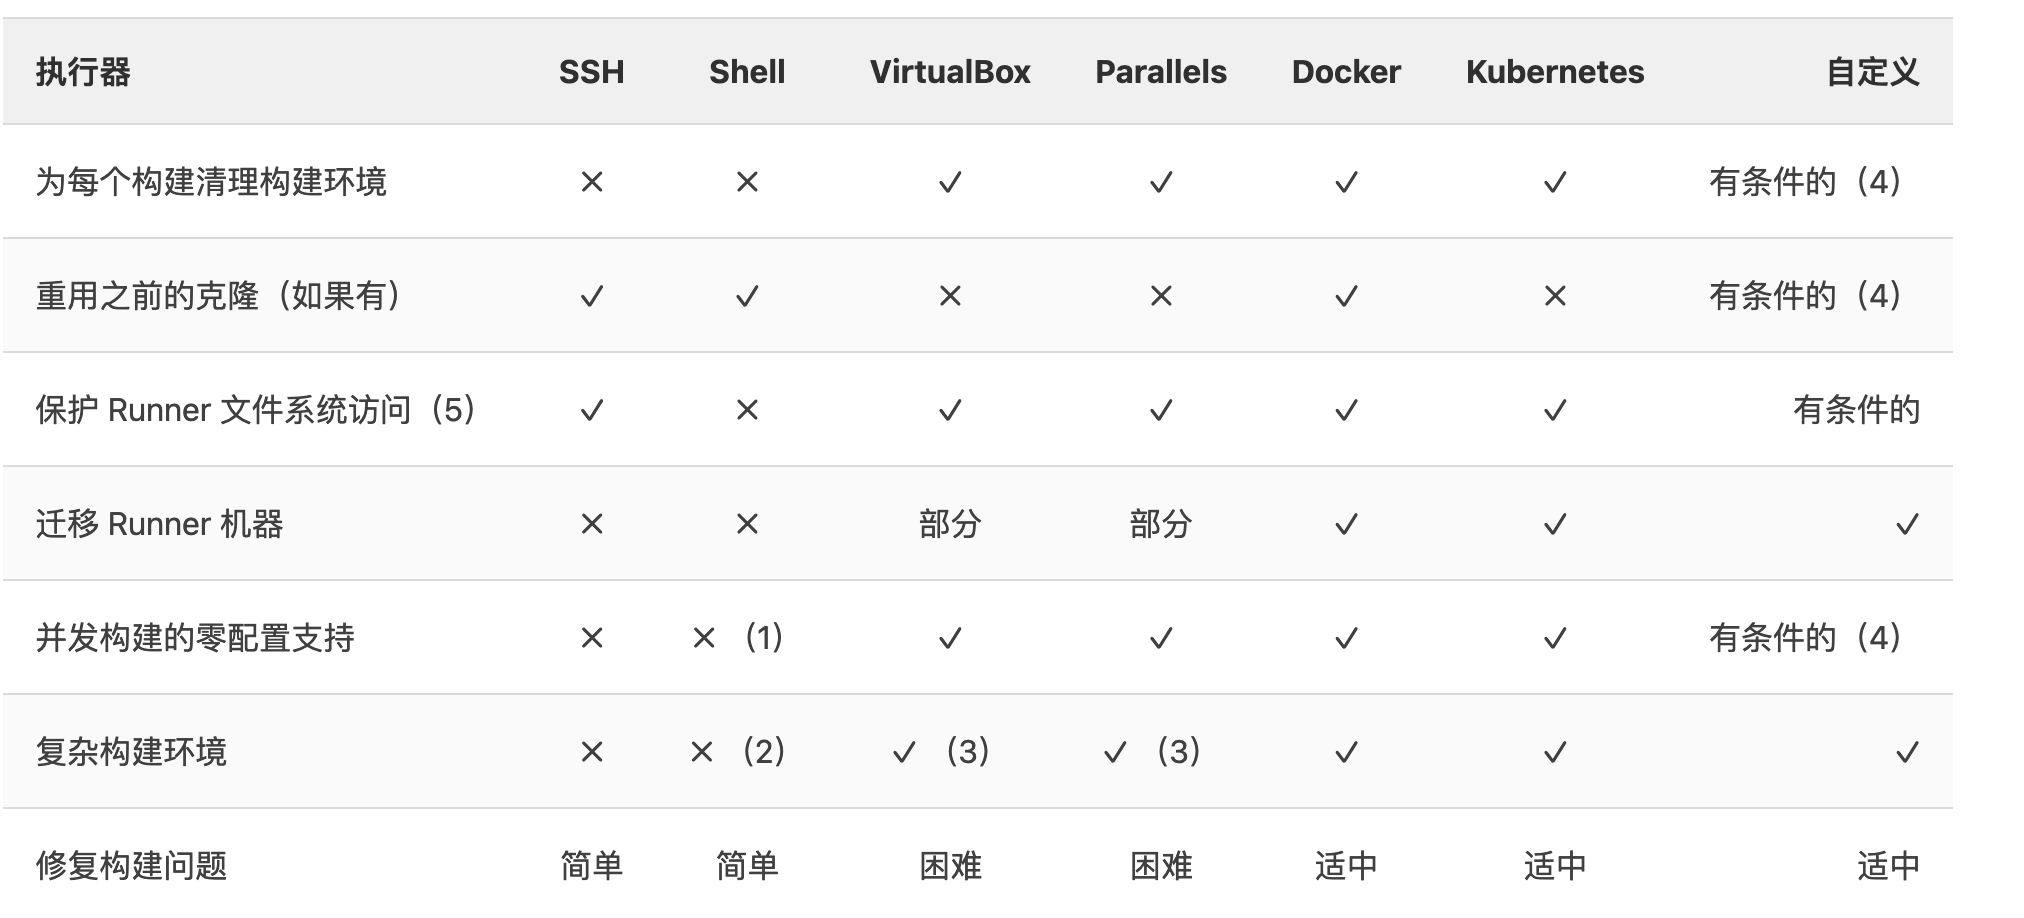 执行器 SSH Shell VirtualBox Parallels Docker Kubernetes 自定义
为每个构建清理构建环境 ✕ ✕ ✓ ✓ ✓ ✓ 有条件的（4）
重用之前的克隆（如果有） ✓ ✓ ✕ ✕ ✓ ✕ 有条件的（4）
保护 Runner 文件系统访问（5） ✓ ✕ ✓ ✓ ✓ ✓ 有条件的
迁移 Runner 机器 ✕ ✕ 部分 部分 ✓ ✓ ✓
并发构建的零配置支持 ✕ ✕ （1） ✓ ✓ ✓ ✓ 有条件的（4）
复杂构建环境 ✕ ✕ （2） ✓ （3） ✓ （3） ✓ ✓ ✓
修复构建问题 简单 简单 困难 困难 适中 适中 适中